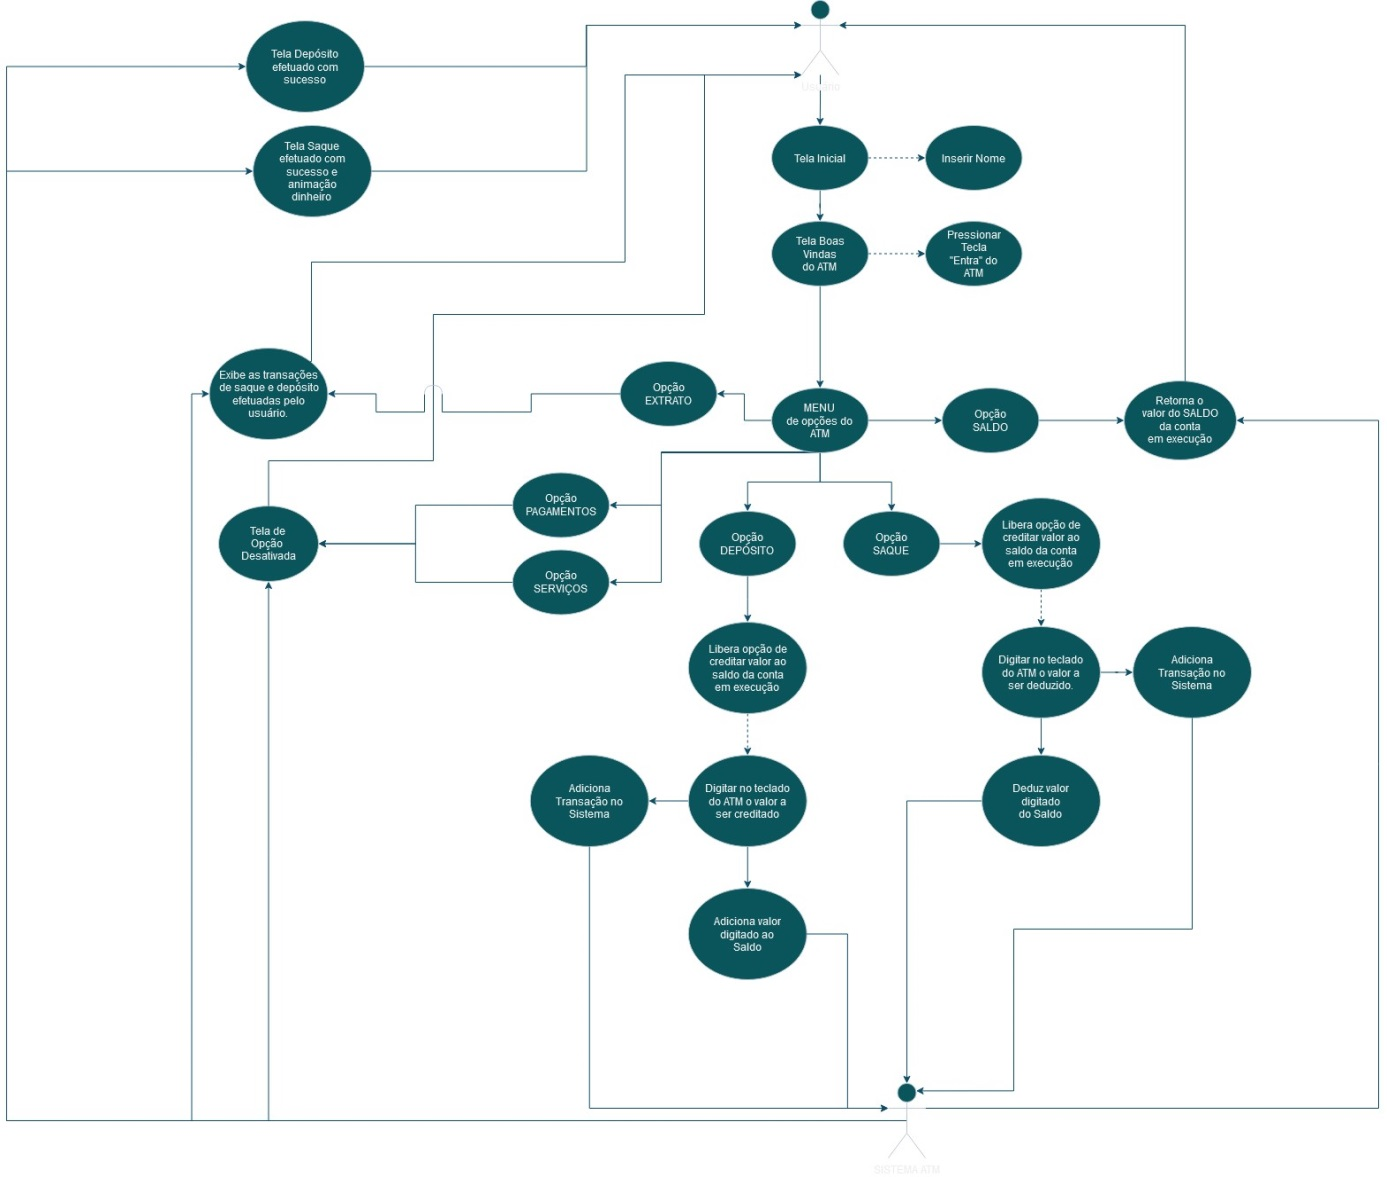 Tela Depósito
efetuado com
sucesso
Tela Saque
efetuado com
sucesso e
animação
dinheiro
Usuário
Tela Inicial
Inserir Nome
Tela Boas
Vindas
do ATM
Pressionar
Tecla
"Entra" do
ATM
Exibe as transações
de saque e depósito
efetuadas pelo
usuário.
Opção
EXTRATO
MENU
de opções do
ATM
Opção
SALDO
Retorna o
valor do SALDO
da conta
em execução
Tela de
Opção
Desativada
Opção
PAGAMENTOS
Opção
SERVIÇOS
Opção
DEPÓSITO
Opção
SAQUE
Libera opção de
creditar valor ao
saldo da conta
em execução
Libera opção de
creditar valor ao
saldo da conta
em execução
Digitar no teclado
do ATM o valor a
ser deduzido.
Adiciona
Transação no
Sistema
Adiciona
Transação no
Sistema
Digitar no teclado
do ATM o valor a
ser creditado
Deduz valor
digitado
do Saldo
Adiciona valor
digitado ao
Saldo
SISTEMA ATM